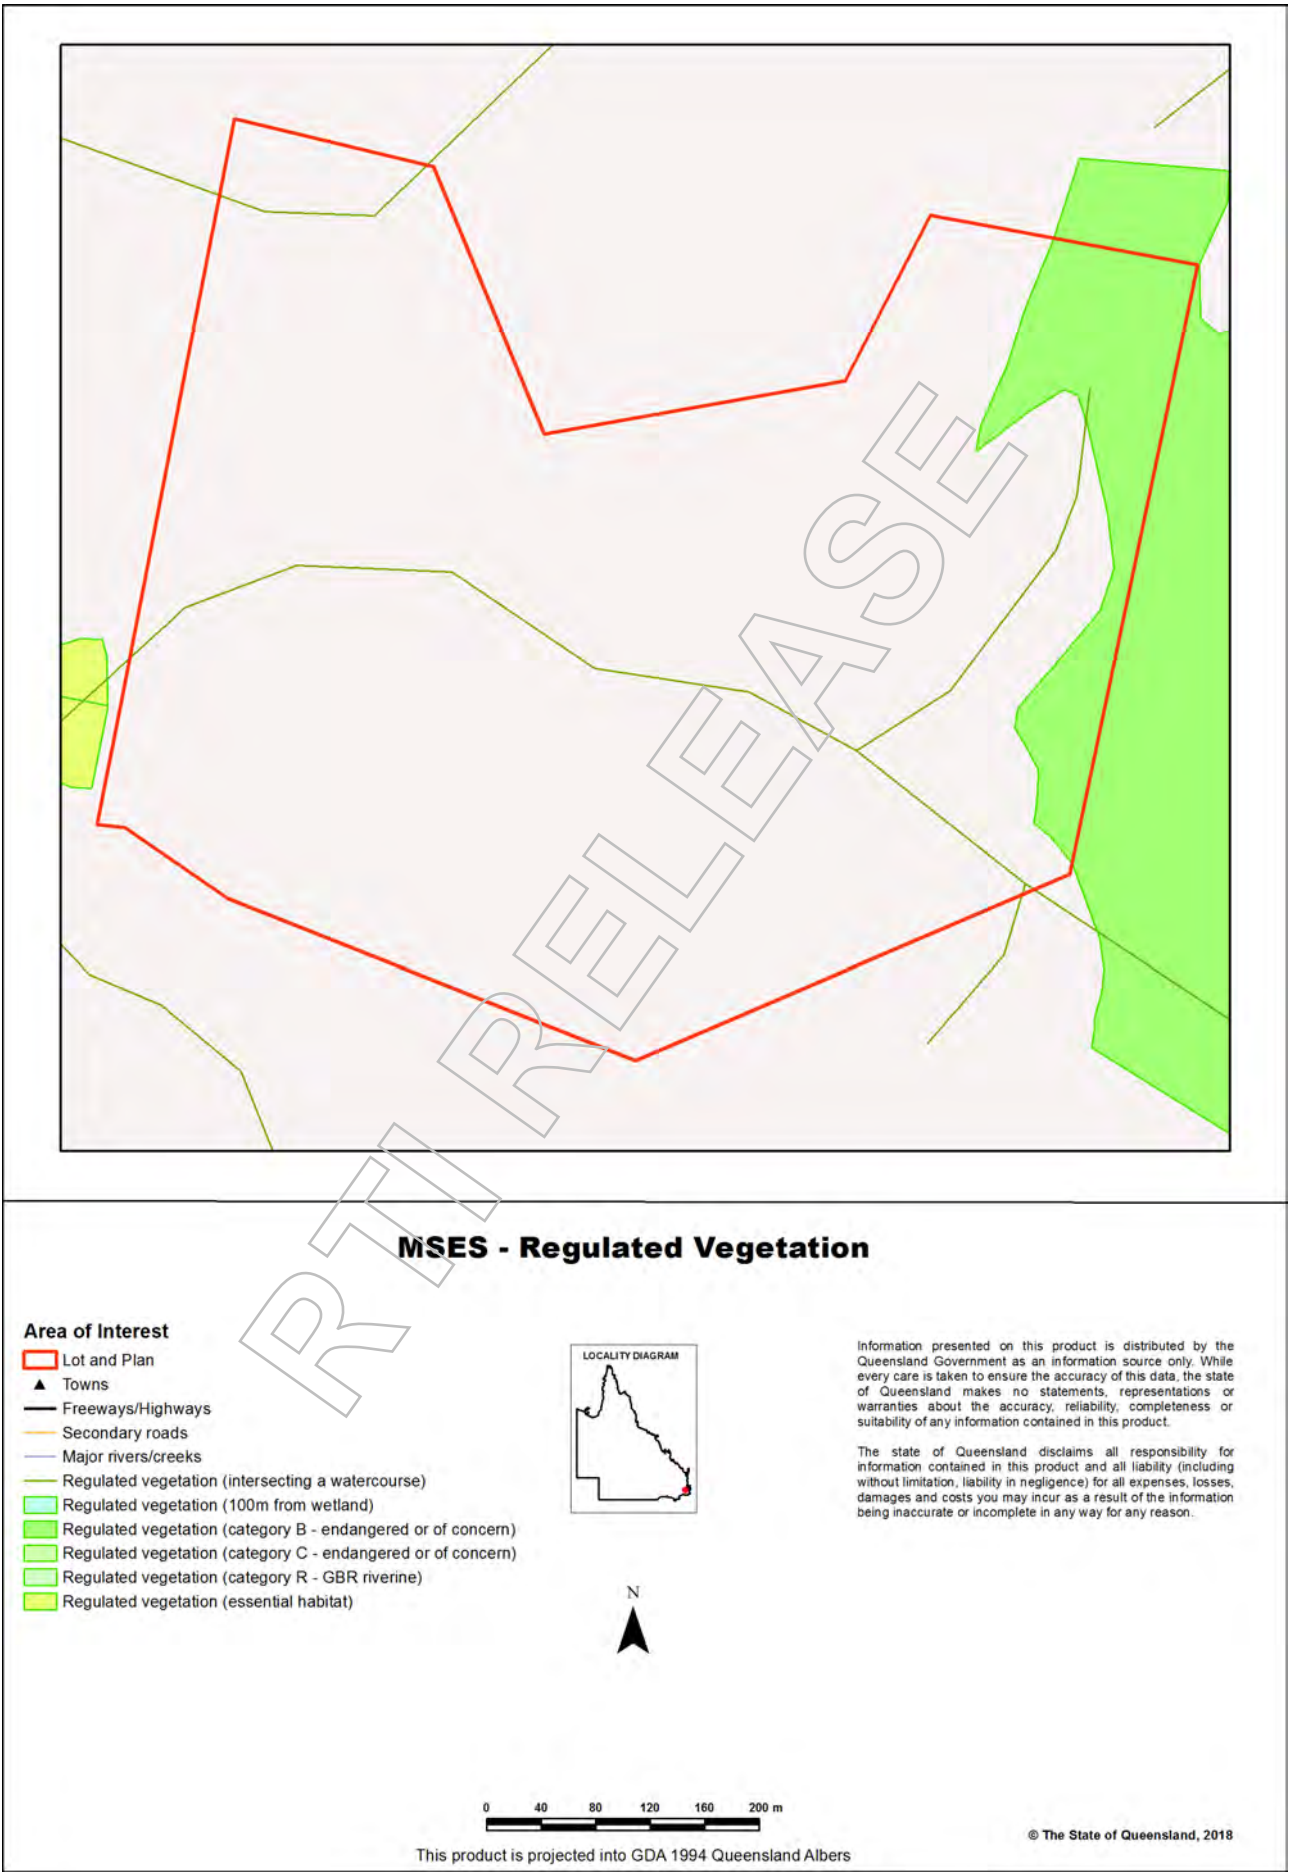 RTI RELEASE
MSES - Regulated Vegetation
Area of Interest
Lot and Plan
Towns
Freeways/Highways
Secondary roads
Major rivers/creeks
Regulated vegetation (intersecting a watercourse)
Regulated vegetation (100m from wetland)
Regulated vegetation (category B - endangered or of concern)
Regulated vegetation (category C - endangered or of concern)
Regulated vegetation (category R - GBR riverine)
Regulated vegetation (essential habitat)
LOCALITY DIAGRAM
N
Information presented on this product is distributed by the
Queensland Government as an information source only. While
every care is taken to ensure the accuracy of this data, the state
of Queensland makes no statements, representations or
warranties about the accuracy, reliability, completeness or
suitability of any information contained in this product.
The state of Queensland disclaims all responsibility for
information contained in this product and all liability (including
without limitation, liability in negligence) for all expenses, losses,
damages and costs you may incur as a result of the information
being inaccurate or incomplete in any way for any reason.
0 40 80 120 160 200 m
This product is projected into GDA 1994 Queensland Albers
© The State of Queensland, 2018